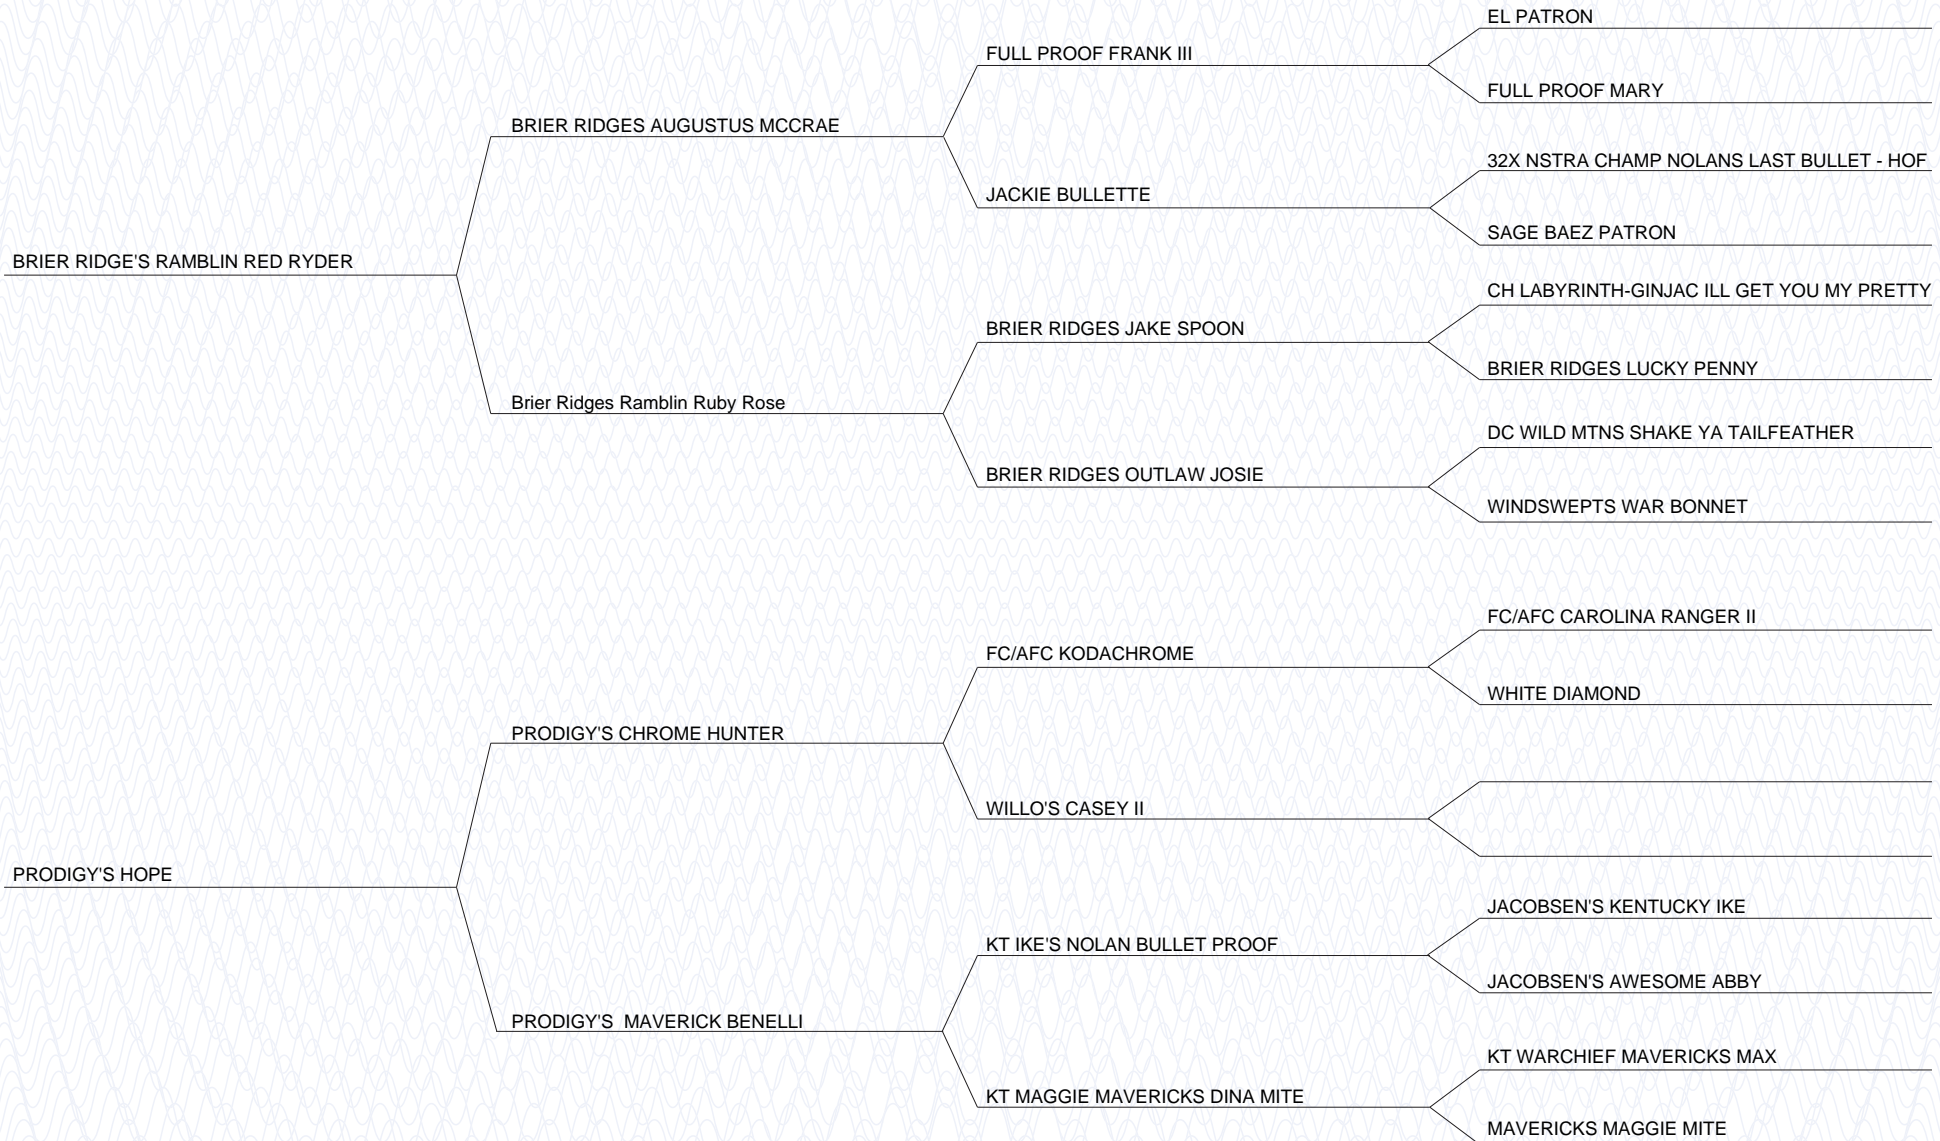 EL PATRON
FULL PROOF FRANK III
FULL PROOF MARY
BRIER RIDGES AUGUSTUS MCCRAE
32X NSTRA CHAMP NOLANS LAST BULLET - HOF
JACKIE BULLETTE
SAGE BAEZ PATRON
BRIER RIDGE'S RAMBLIN RED RYDER
CH LABYRINTH-GINJAC ILL GET YOU MY PRETTY
BRIER RIDGES JAKE SPOON
BRIER RIDGES LUCKY PENNY
Brier Ridges Ramblin Ruby Rose
DC WILD MTNS SHAKE YA TAILFEATHER
BRIER RIDGES OUTLAW JOSIE
WINDSWEPTS WAR BONNET
FC/AFC CAROLINA RANGER II
FC/AFC KODACHROME
WHITE DIAMOND
PRODIGY'S CHROME HUNTER
WILLO'S CASEY II
PRODIGY'S HOPE
JACOBSEN'S KENTUCKY IKE
KT IKE'S NOLAN BULLET PROOF
JACOBSEN'S AWESOME ABBY
PRODIGY'S  MAVERICK BENELLI
KT WARCHIEF MAVERICKS MAX
KT MAGGIE MAVERICKS DINA MITE
MAVERICKS MAGGIE MITE